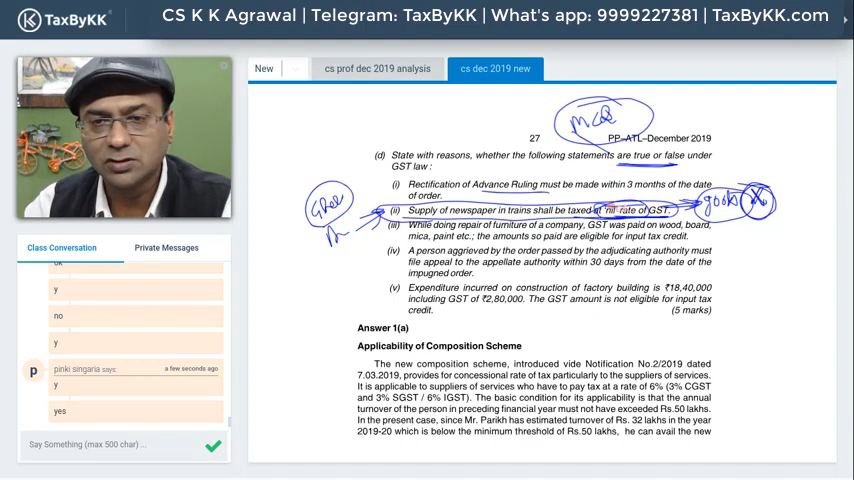 TaxByKK
CS K K Agrawal | Telegram: TaxByKK | What's app: 9999227381 | TaxByKK.com
New
cs prof dec 2019 analysis
cs dec 2019 new
MCQ
27
PP–ATL–December 2019
(d) State with reasons, whether the following statements are true or false under
GST law :
(i) Rectification of Advance Ruling must be made within 3 months of the date
of order.
(ii) Supply of newspaper in trains shall be taxed at 'nil' rate of GST.
goods
(iii) While doing repair of furniture of a company, GST was paid on wood, board,
mica, paint etc.; the amounts so paid are eligible for input tax credit.
(iv) A person aggrieved by the order passed by the adjudicating authority must
file appeal to the appellate authority within 30 days from the date of the
impugned order.
(v) Expenditure incurred on construction of factory building is ₹18,40,000
including GST of ₹2,80,000. The GST amount is not eligible for input tax
credit. (5 marks)
Answer 1(a)
Applicability of Composition Scheme
The new composition scheme, introduced vide Notification No.2/2019 dated
7.03.2019, provides for concessional rate of tax particularly to the suppliers of services.
It is applicable to suppliers of services who have to pay tax at a rate of 6% (3% CGST
and 3% SGST / 6% IGST). The basic condition for its applicability is that the annual
turnover of the person in preceding financial year must not have exceeded Rs.50 lakhs.
In the present case, since Mr. Parikh has estimated turnover of Rs. 32 lakhs in the year
2019-20 which is below the minimum threshold of Rs.50 lakhs, he can avail the new
Class Conversation
Private Messages
ok
y
no
y
p
pinki singaria says:
a few seconds ago
y
yes
Say Something (max 500 char) ...